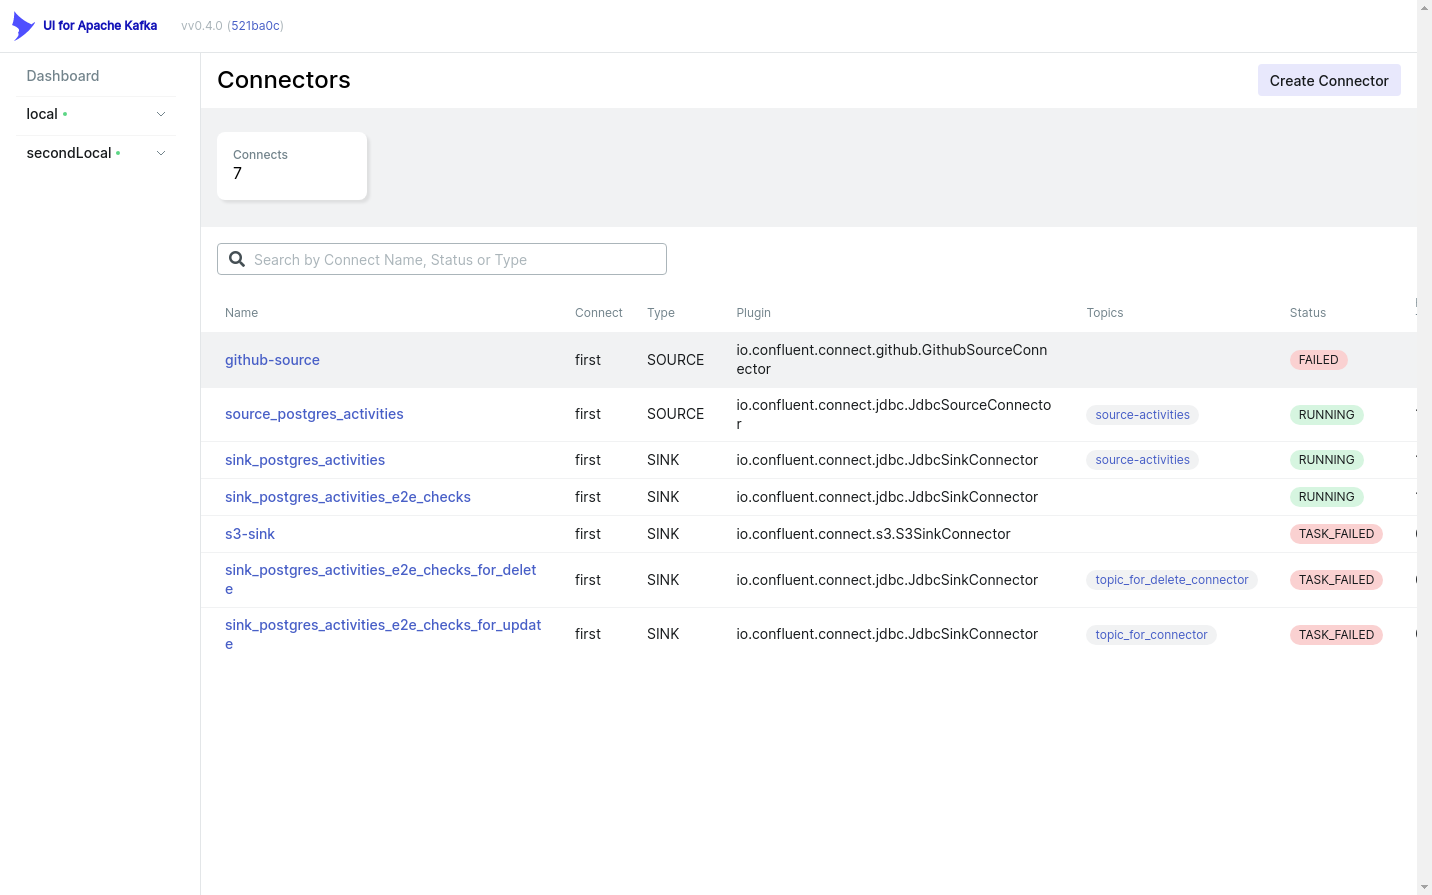 UI for Apache Kafka vv0.4.0 (521ba0c)
Dashboard
local
secondLocal
Connectors
Create Connector
Connects
7
Search by Connect Name, Status or Type
Name Connect Type Plugin Topics Status
github-source first SOURCE io.confluent.connect.github.GithubSourceConn
ector FAILED
source_postgres_activities first SOURCE io.confluent.connect.jdbc.JdbcSourceConnecto
r source-activities RUNNING
sink_postgres_activities first SINK io.confluent.connect.jdbc.JdbcSinkConnector source-activities RUNNING
sink_postgres_activities_e2e_checks first SINK io.confluent.connect.jdbc.JdbcSinkConnector RUNNING
s3-sink first SINK io.confluent.connect.s3.S3SinkConnector TASK_FAILED
sink_postgres_activities_e2e_checks_for_delet
e first SINK io.confluent.connect.jdbc.JdbcSinkConnector topic_for_delete_connector TASK_FAILED
sink_postgres_activities_e2e_checks_for_updat
e first SINK io.confluent.connect.jdbc.JdbcSinkConnector topic_for_connector TASK_FAILED